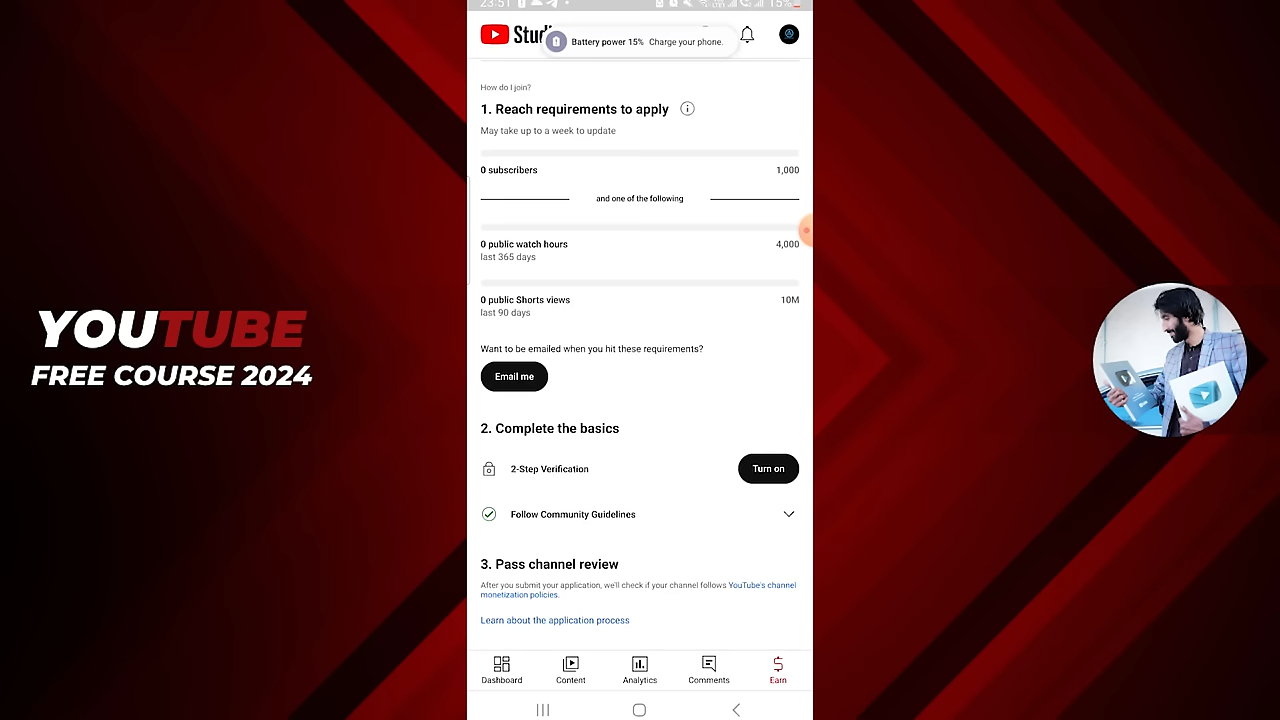 23:51
15%
Battery power 15% Charge your phone.
How do I join?
1. Reach requirements to apply
May take up to a week to update
0 subscribers 1,000
and one of the following
0 public watch hours 4,000
last 365 days
0 public Shorts views 10M
last 90 days
Want to be emailed when you hit these requirements?
Email me
2. Complete the basics
2-Step Verification Turn on
Follow Community Guidelines
3. Pass channel review
After you submit your application, we'll check if your channel follows YouTube's channel
monetization policies.
Learn about the application process
Dashboard Content Analytics Comments Earn
YOUTUBE
FREE COURSE 2024